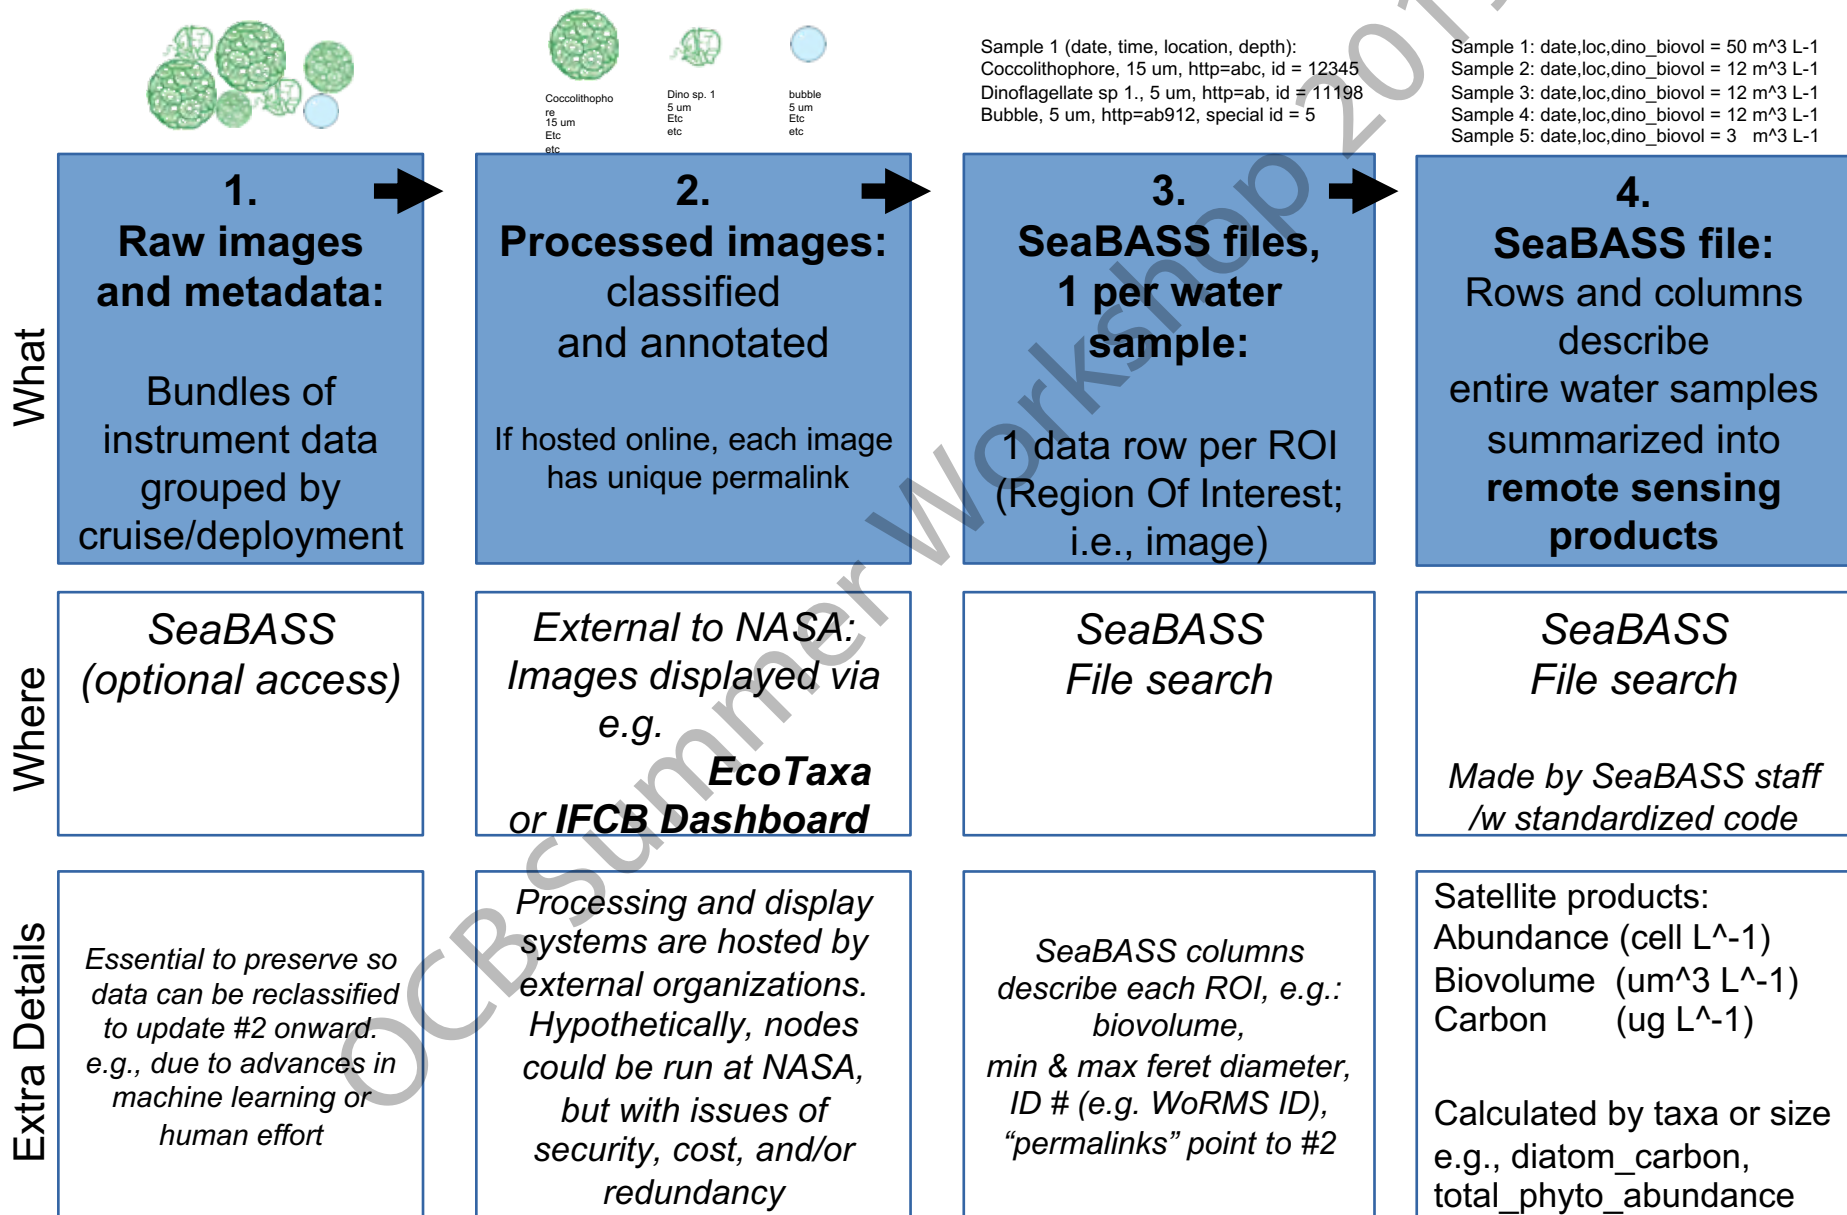 Coccolithopho
re
15 um
Etc
etc
Dino sp. 1
5 um
Etc
etc
bubble
5 um
Etc
etc
Sample 1 (date, time, location, depth):
Coccolithophore, 15 um, http=abc, id = 12345
Dinoflagellate sp 1., 5 um, http=ab, id = 11198
Bubble, 5 um, http=ab912, special id = 5
Sample 1: date,loc,dino_biovol = 50 m^3 L-1
Sample 2: date,loc,dino_biovol = 12 m^3 L-1
Sample 3: date,loc,dino_biovol = 12 m^3 L-1
Sample 4: date,loc,dino_biovol = 12 m^3 L-1
Sample 5: date,loc,dino_biovol = 3 m^3 L-1
What
1.
Raw images
and metadata:
Bundles of
instrument data
grouped by
cruise/deployment
2.
Processed images:
classified
and annotated
If hosted online, each image
has unique permalink
3.
SeaBASS files,
1 per water
sample:
1 data row per ROI
(Region Of Interest;
i.e., image)
4.
SeaBASS file:
Rows and columns
describe
entire water samples
summarized into
remote sensing
products
Where
SeaBASS
(optional access)
External to NASA:
Images displayed via
e.g.
EcoTaxa
or IFCB Dashboard
SeaBASS
File search
SeaBASS
File search
Made by SeaBASS staff
/w standardized code
Extra Details
Essential to preserve so
data can be reclassified
to update #2 onward.
e.g., due to advances in
machine learning or
human effort
Processing and display
systems are hosted by
external organizations.
Hypothetically, nodes
could be run at NASA,
but with issues of
security, cost, and/or
redundancy
SeaBASS columns
describe each ROI, e.g.:
biovolume,
min & max feret diameter,
ID # (e.g. WoRMS ID),
“permalinks” point to #2
Satellite products:
Abundance (cell L^-1)
Biovolume (um^3 L^-1)
Carbon (ug L^-1)
Calculated by taxa or size
e.g., diatom_carbon,
total_phyto_abundance
OCB Summer Workshop